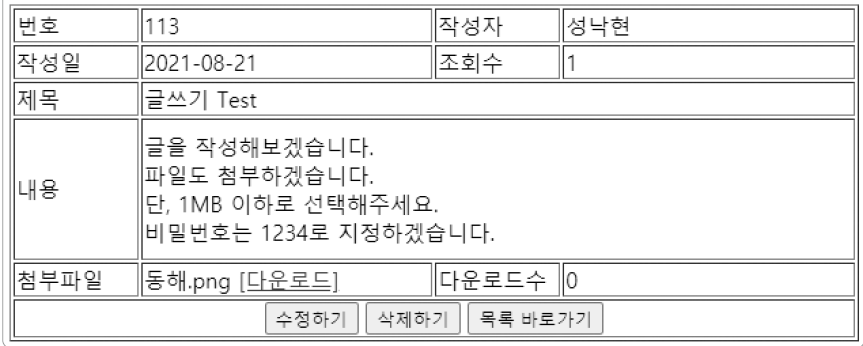 번호 113 작성자 성낙현
작성일 2021-08-21 조회수 1
제목 글쓰기 Test
내용
글을 작성해보겠습니다.
파일도 첨부하겠습니다.
단, 1MB 이하로 선택해주세요.
비밀번호는 1234로 지정하겠습니다.
첨부파일 동해.png [다운로드] 다운로드수 0
수정하기 삭제하기 목록 바로가기